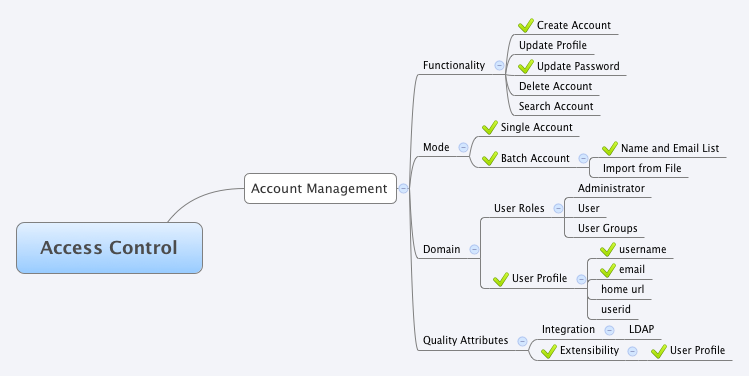 Create Account
Update Profile
Functionality
Update Password
Delete Account
Search Account
Single Account
Mode
Batch Account
Name and Email List
Import from File
Account Management
Access Control
Administrator
User Roles
User
User Groups
Domain
username
User Profile
email
home url
userid
Quality Attributes
Integration
LDAP
Extensibility
User Profile